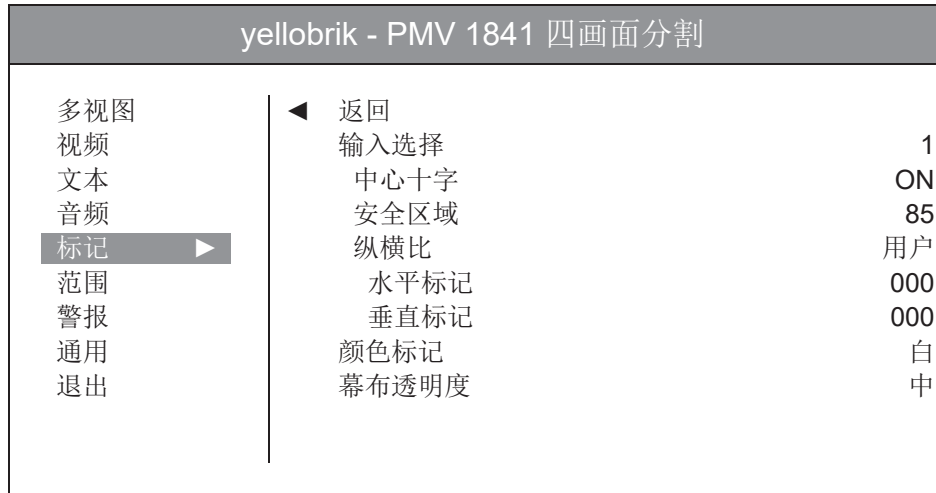 yellobrik - PMV 1841 四画面分割
多视图
视频
文本
音频
标记 ►
范围
警报
通用
退出
◄ 返回
输入选择 1
中心十字 ON
安全区域 85
纵横比 用户
水平标记 000
垂直标记 000
颜色标记 白
幕布透明度 中